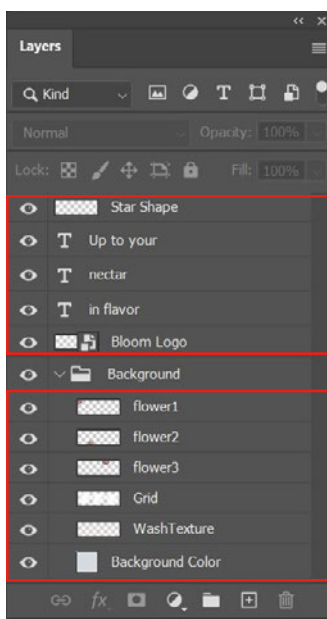 Layers
Kind
Normal Opacity: 100%
Lock: Fill: 100%
Star Shape
T Up to your
T nectar
T in flavor
Bloom Logo
Background
flower1
flower2
flower3
Grid
WashTexture
Background Color
fx